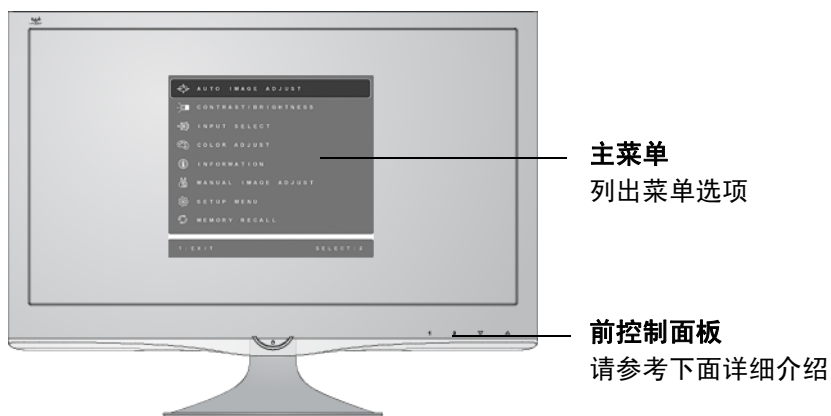 AUTO IMAGE ADJUST
CONTRAST/BRIGHTNESS
INPUT SELECT
COLOR ADJUST
INFORMATION
MANUAL IMAGE ADJUST
SETUP MENU
MEMORY RECALL
1:EXIT SELECT:2
主菜单
列出菜单选项
前控制面板
请参考下面详细介绍